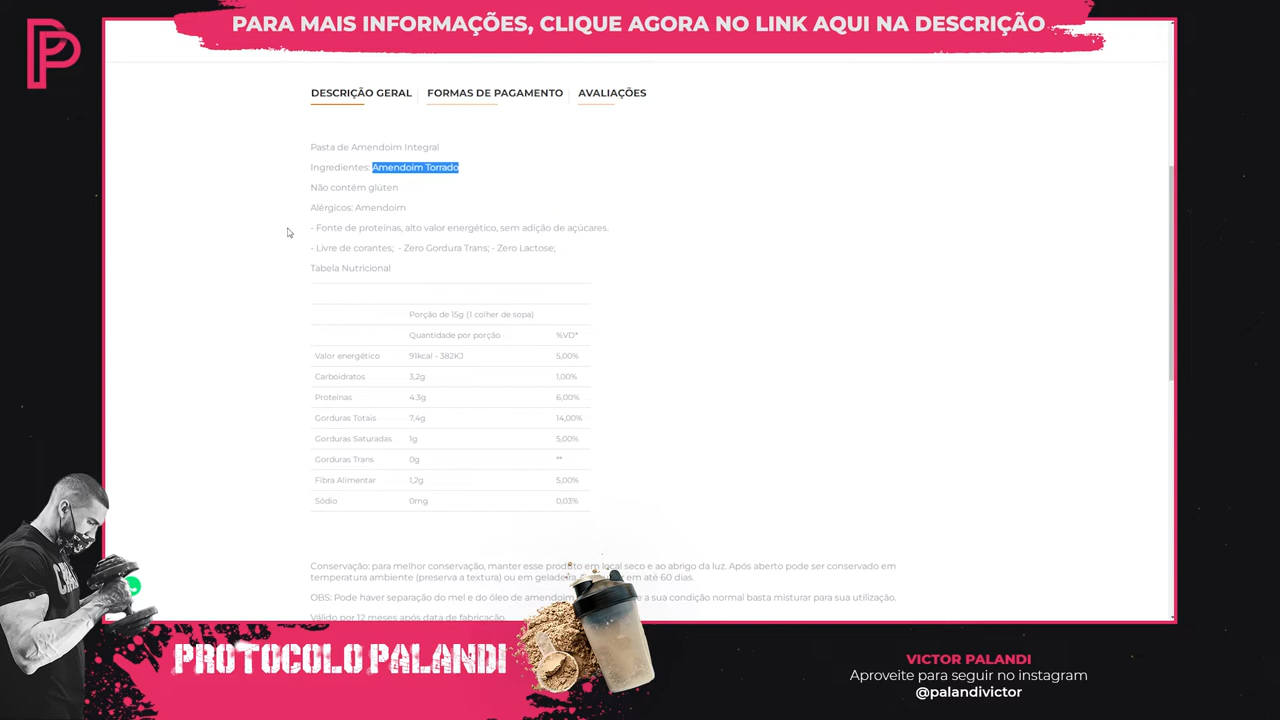 PARA MAIS INFORMAÇÕES, CLIQUE AGORA NO LINK AQUI NA DESCRIÇÃO
DESCRIÇÃO GERAL
FORMAS DE PAGAMENTO
AVALIAÇÕES
Pasta de Amendoim Integral
Ingredientes: Amendoim Torrado
Não contém glúten
Alérgicos: Amendoim
- Fonte de proteínas, alto valor energético, sem adição de açúcares.
- Livre de corantes; - Zero Gordura Trans; - Zero Lactose;
Tabela Nutricional
Porção de 15g (1 colher de sopa)
Quantidade por porção %VD*
Valor energético 91kcal - 382KJ 5,00%
Carboidratos 3,2g 1,00%
Proteínas 4.3g 6,00%
Gorduras Totais 7,4g 14,00%
Gorduras Saturadas 1g 5,00%
Gorduras Trans 0g **
Fibra Alimentar 1,2g 5,00%
Sódio 0mg 0,03%
Conservação: para melhor conservação, manter esse produto em local seco e ao abrigo da luz. Após aberto pode ser conservado em
temperatura ambiente (preserva a textura) ou em geladeira. em até 60 dias.
OBS: Pode haver separação do mel e do óleo de amendoim a sua condição normal basta misturar para sua utilização.
Válido por 12 meses após data de fabricação.
PROTOCOLO PALANDI
VICTOR PALANDI
Aproveite para seguir no instagram
@palandivictor